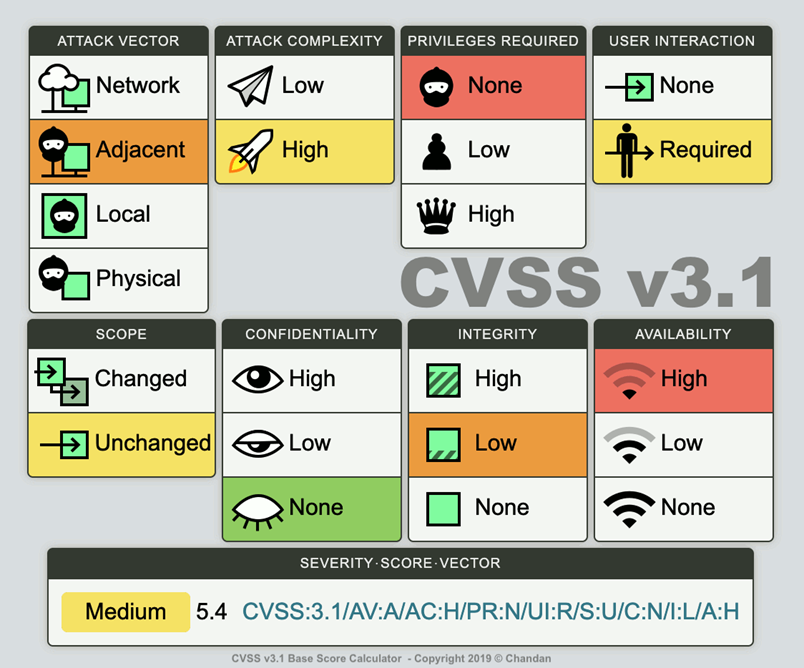 ATTACK VECTOR
Network
Adjacent
Local
Physical
ATTACK COMPLEXITY
Low
High
PRIVILEGES REQUIRED
None
Low
High
USER INTERACTION
None
Required
CVSS v3.1
SCOPE
Changed
Unchanged
CONFIDENTIALITY
High
Low
None
INTEGRITY
High
Low
None
AVAILABILITY
High
Low
None
SEVERITY·SCORE·VECTOR
Medium 5.4 CVSS:3.1/AV:A/AC:H/PR:N/UI:R/S:U/C:N/I:L/A:H
CVSS v3.1 Base Score Calculator - Copyright 2019 © Chandan